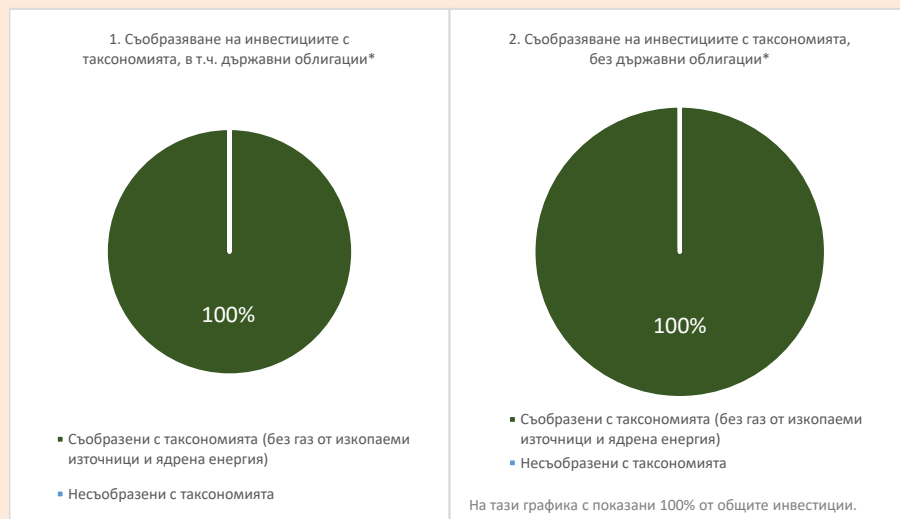 1. Съобразяване на инвестициите с
таксономията, в т.ч. държавни облигации*
100%
▪ Съобразени с таксономията (без газ от изкопаеми
източници и ядрена енергия)
▪ Несъобразени с таксономията
2. Съобразяване на инвестициите с таксономията,
без държавни облигации*
100%
▪ Съобразени с таксономията (без газ от изкопаеми
източници и ядрена енергия)
▪ Несъобразени с таксономията
На тази графика с показани 100% от общите инвестиции.